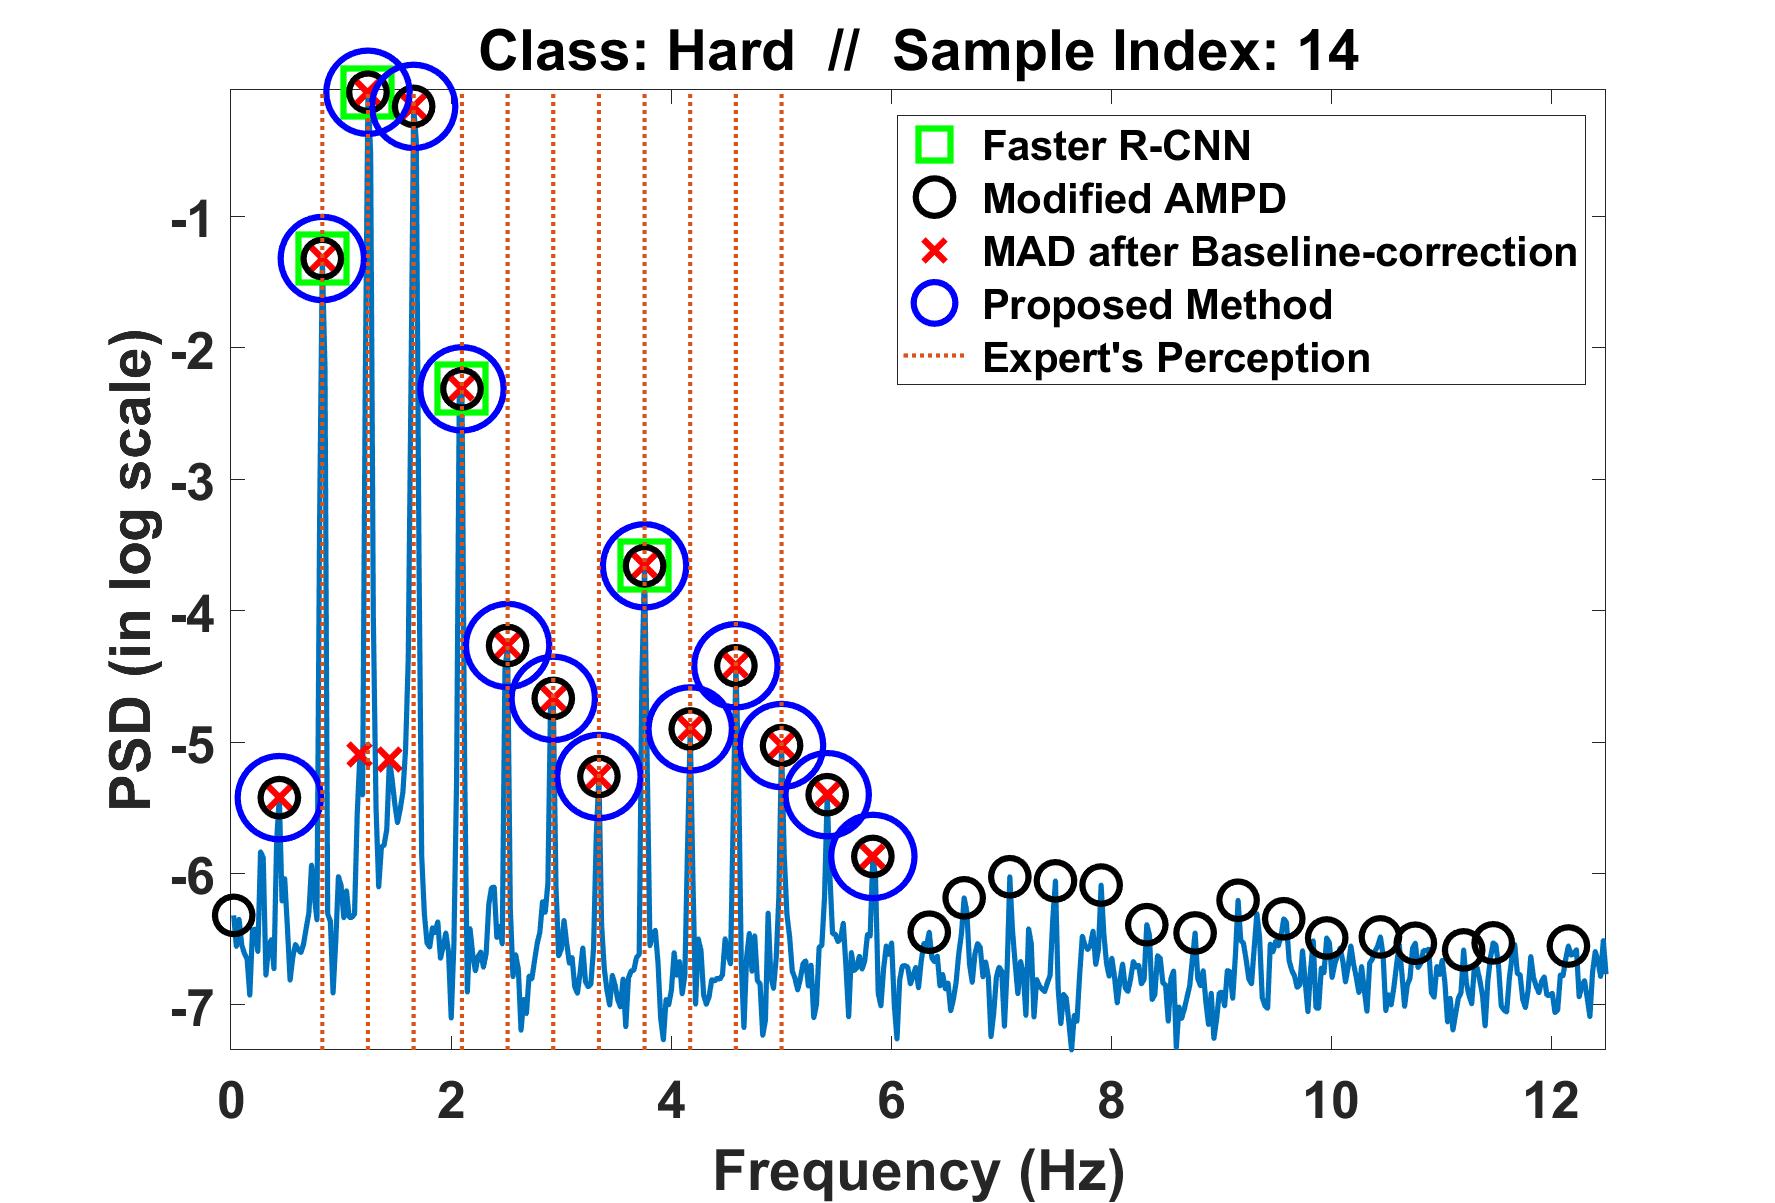 Class: Hard // Sample Index: 14
Faster R-CNN
Modified AMPD
MAD after Baseline-correction
Proposed Method
Expert's Perception
PSD (in log scale)
-1
-2
-3
-4
-5
-6
-7
0 2 4 6 8 10 12
Frequency (Hz)